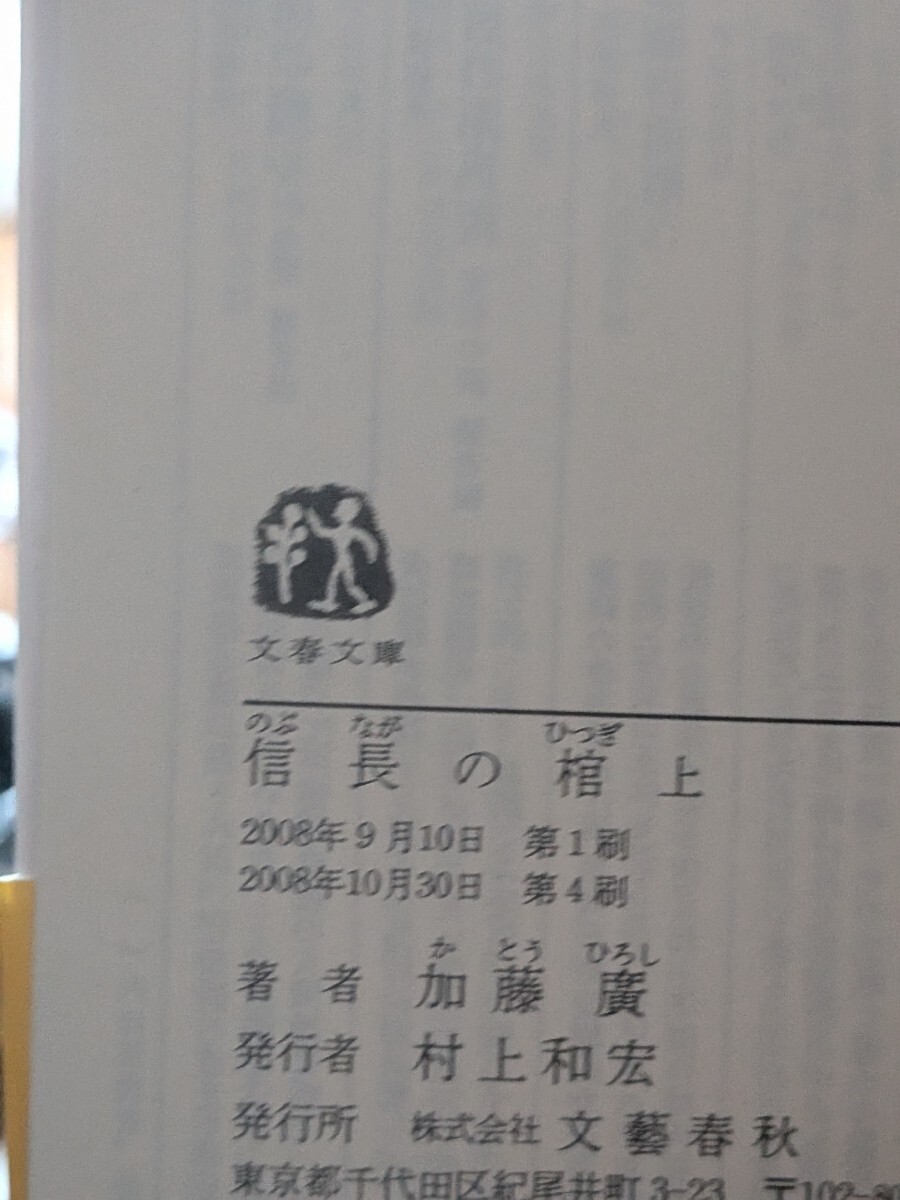 文春文庫
のぶ なが ひつぎ
信長の棺 上
2008年9月10日 第1刷
2008年10月30日 第4刷
か とう ひろし
著者 加藤 廣
発行者 村上和宏
発行所 株式会社 文藝春秋
東京都千代田区紀尾井町3-23 〒102-80